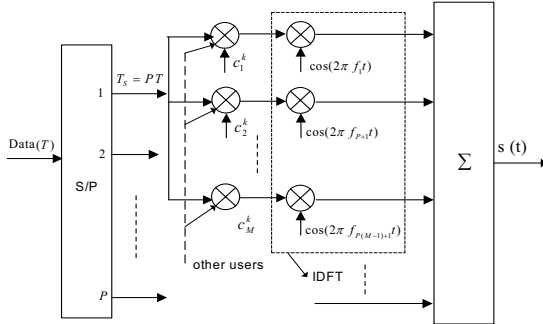 Data(T)
S/P
1
T_S = PT
2
P
c_1^k
cos(2π f_1 t)
c_2^k
cos(2π f_{P+1} t)
c_M^k
cos(2π f_{P(M−1)+1} t)
other users
IDFT
Σ
s (t)